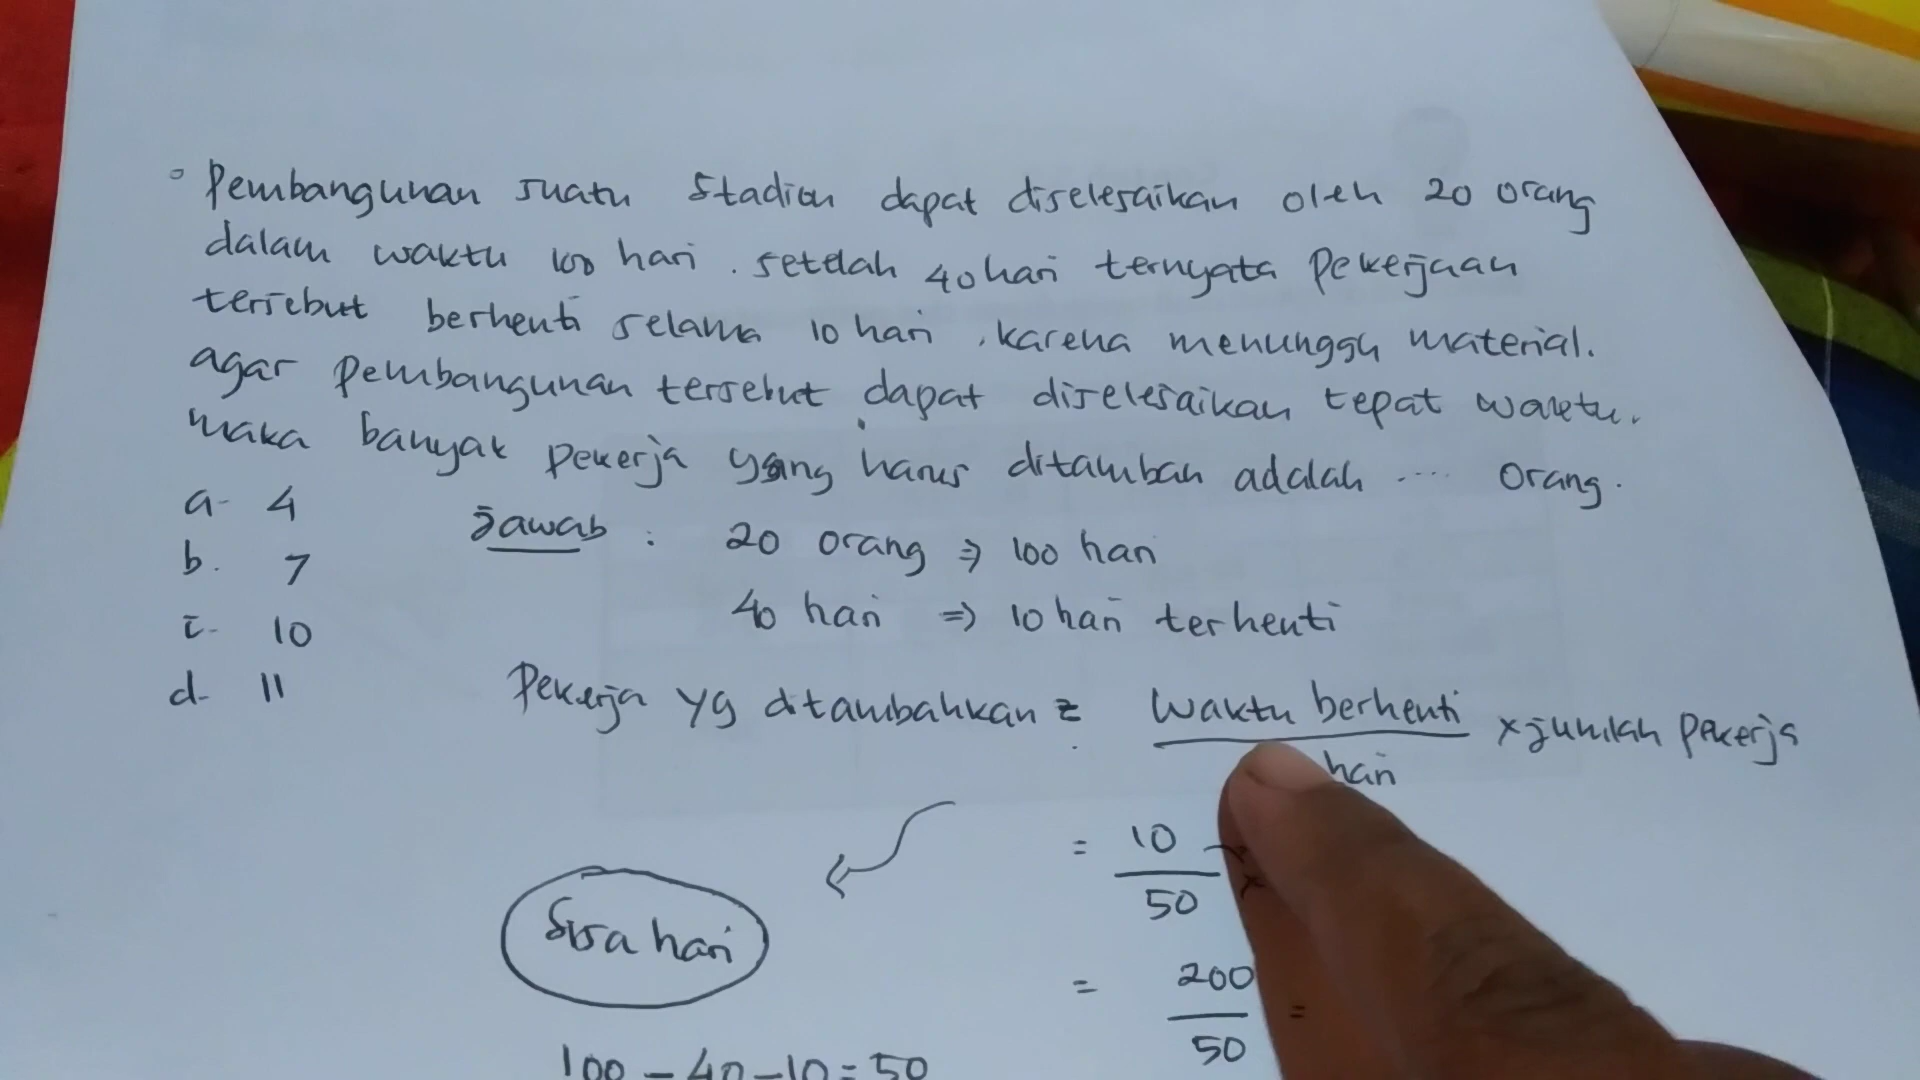 Pembangunan suatu Stadion dapat diselesaikan oleh 20 orang
dalam waktu 100 hari. setelah 40 hari ternyata pekerjaan
tersebut berhenti selama 10 hari, karena menunggu material.
agar pembangunan tersebut dapat diselesaikan tepat waktu.
maka banyak pekerja yang harus ditambah adalah .... orang.
a. 4
b. 7
c. 10
d. 11
Jawab : 20 orang ⇒ 100 hari
40 hari ⇒ 10 hari terhenti
Pekerja yg ditambahkan = Waktu berhenti x jumlah pekerja
hari
= 10
50
= 200 =
50
Sisa hari
100 - 40 - 10 = 50